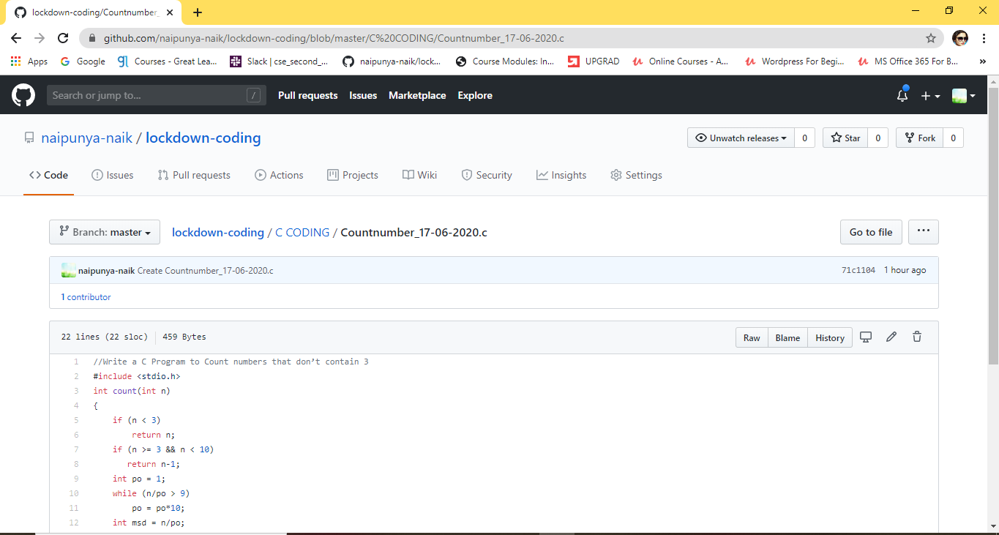 lockdown-coding/Countnumber_
github.com/naipunya-naik/lockdown-coding/blob/master/C%20CODING/Countnumber_17-06-2020.c
Apps Google Courses - Great Lea... Slack | cse_second_... naipunya-naik/lock... Course Modules: In... UPGRAD Online Courses - A... Wordpress For Begi... MS Office 365 For B... »
Search or jump to... / Pull requests Issues Marketplace Explore
naipunya-naik / lockdown-coding Unwatch releases 0 Star 0 Fork 0
<> Code Issues Pull requests Actions Projects Wiki Security Insights Settings
Branch: master lockdown-coding / C CODING / Countnumber_17-06-2020.c Go to file ...
naipunya-naik Create Countnumber_17-06-2020.c 71c1104 1 hour ago
1 contributor
22 lines (22 sloc) 459 Bytes Raw Blame History
1 //Write a C Program to Count numbers that don’t contain 3
2 #include <stdio.h>
3 int count(int n)
4 {
5 if (n < 3)
6 return n;
7 if (n >= 3 && n < 10)
8 return n-1;
9 int po = 1;
10 while (n/po > 9)
11 po = po*10;
12 int msd = n/po;